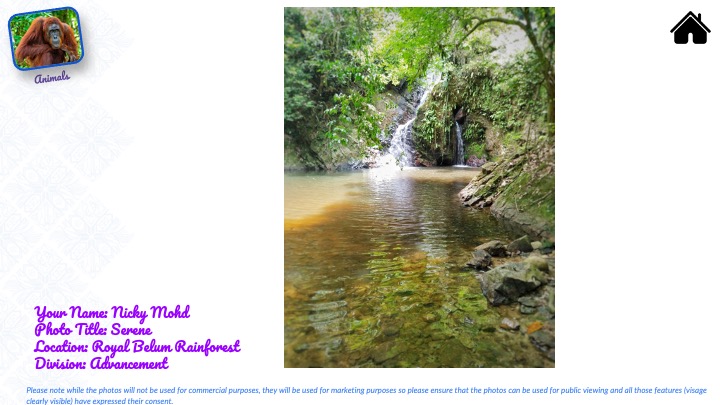 Animals
Your Name: Nicky Mohd
Photo Title: Serene
Location: Royal Belum Rainforest
Division: Advancement
Please note while the photos will not be used for commercial purposes, they will be used for marketing purposes so please ensure that the photos can be used for public viewing and all those features (visage
clearly visible) have expressed their consent.